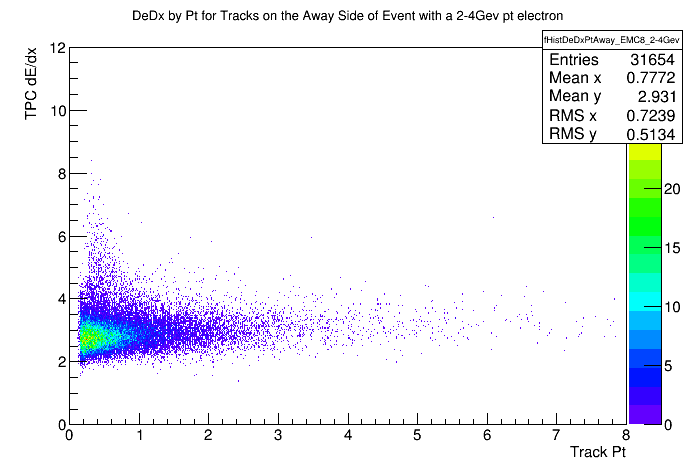 DeDx by Pt for Tracks on the Away Side of Event with a 2-4Gev pt electron
fHistDeDxPtAway_EMC8_2-4Gev
Entries 31654
Mean x 0.7772
Mean y 2.931
RMS x 0.7239
RMS y 0.5134
TPC dE/dx
12
10
8
6
4
2
0
20
15
10
5
0
0 1 2 3 4 5 6 7 8
Track Pt